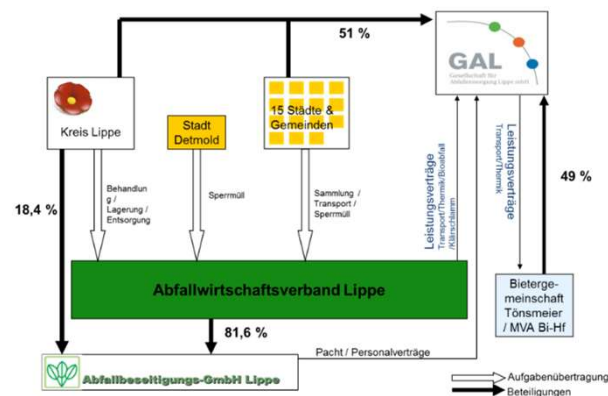 51 %
GAL
Gesellschaft für
Abfallentsorgung Lippe mbH
Kreis Lippe
Stadt
Detmold
15 Städte &
Gemeinden
18,4 %
Behandlun
g /
Lagerung /
Entsorgung
Sperrmüll
Sammlung /
Transport /
Sperrmüll
Leistungsverträge
Transport/Thermik/Bioabfall
/Klärschlamm
Leistungsverträge
Transport/Thermik
49 %
Abfallwirtschaftsverband Lippe
Bieterge-
meinschaft
Tönsmeier
/ MVA Bi-Hf
81,6 %
Pacht / Personalverträge
Abfallbeseitigungs-GmbH Lippe
Aufgabenübertragung
Beteiligungen